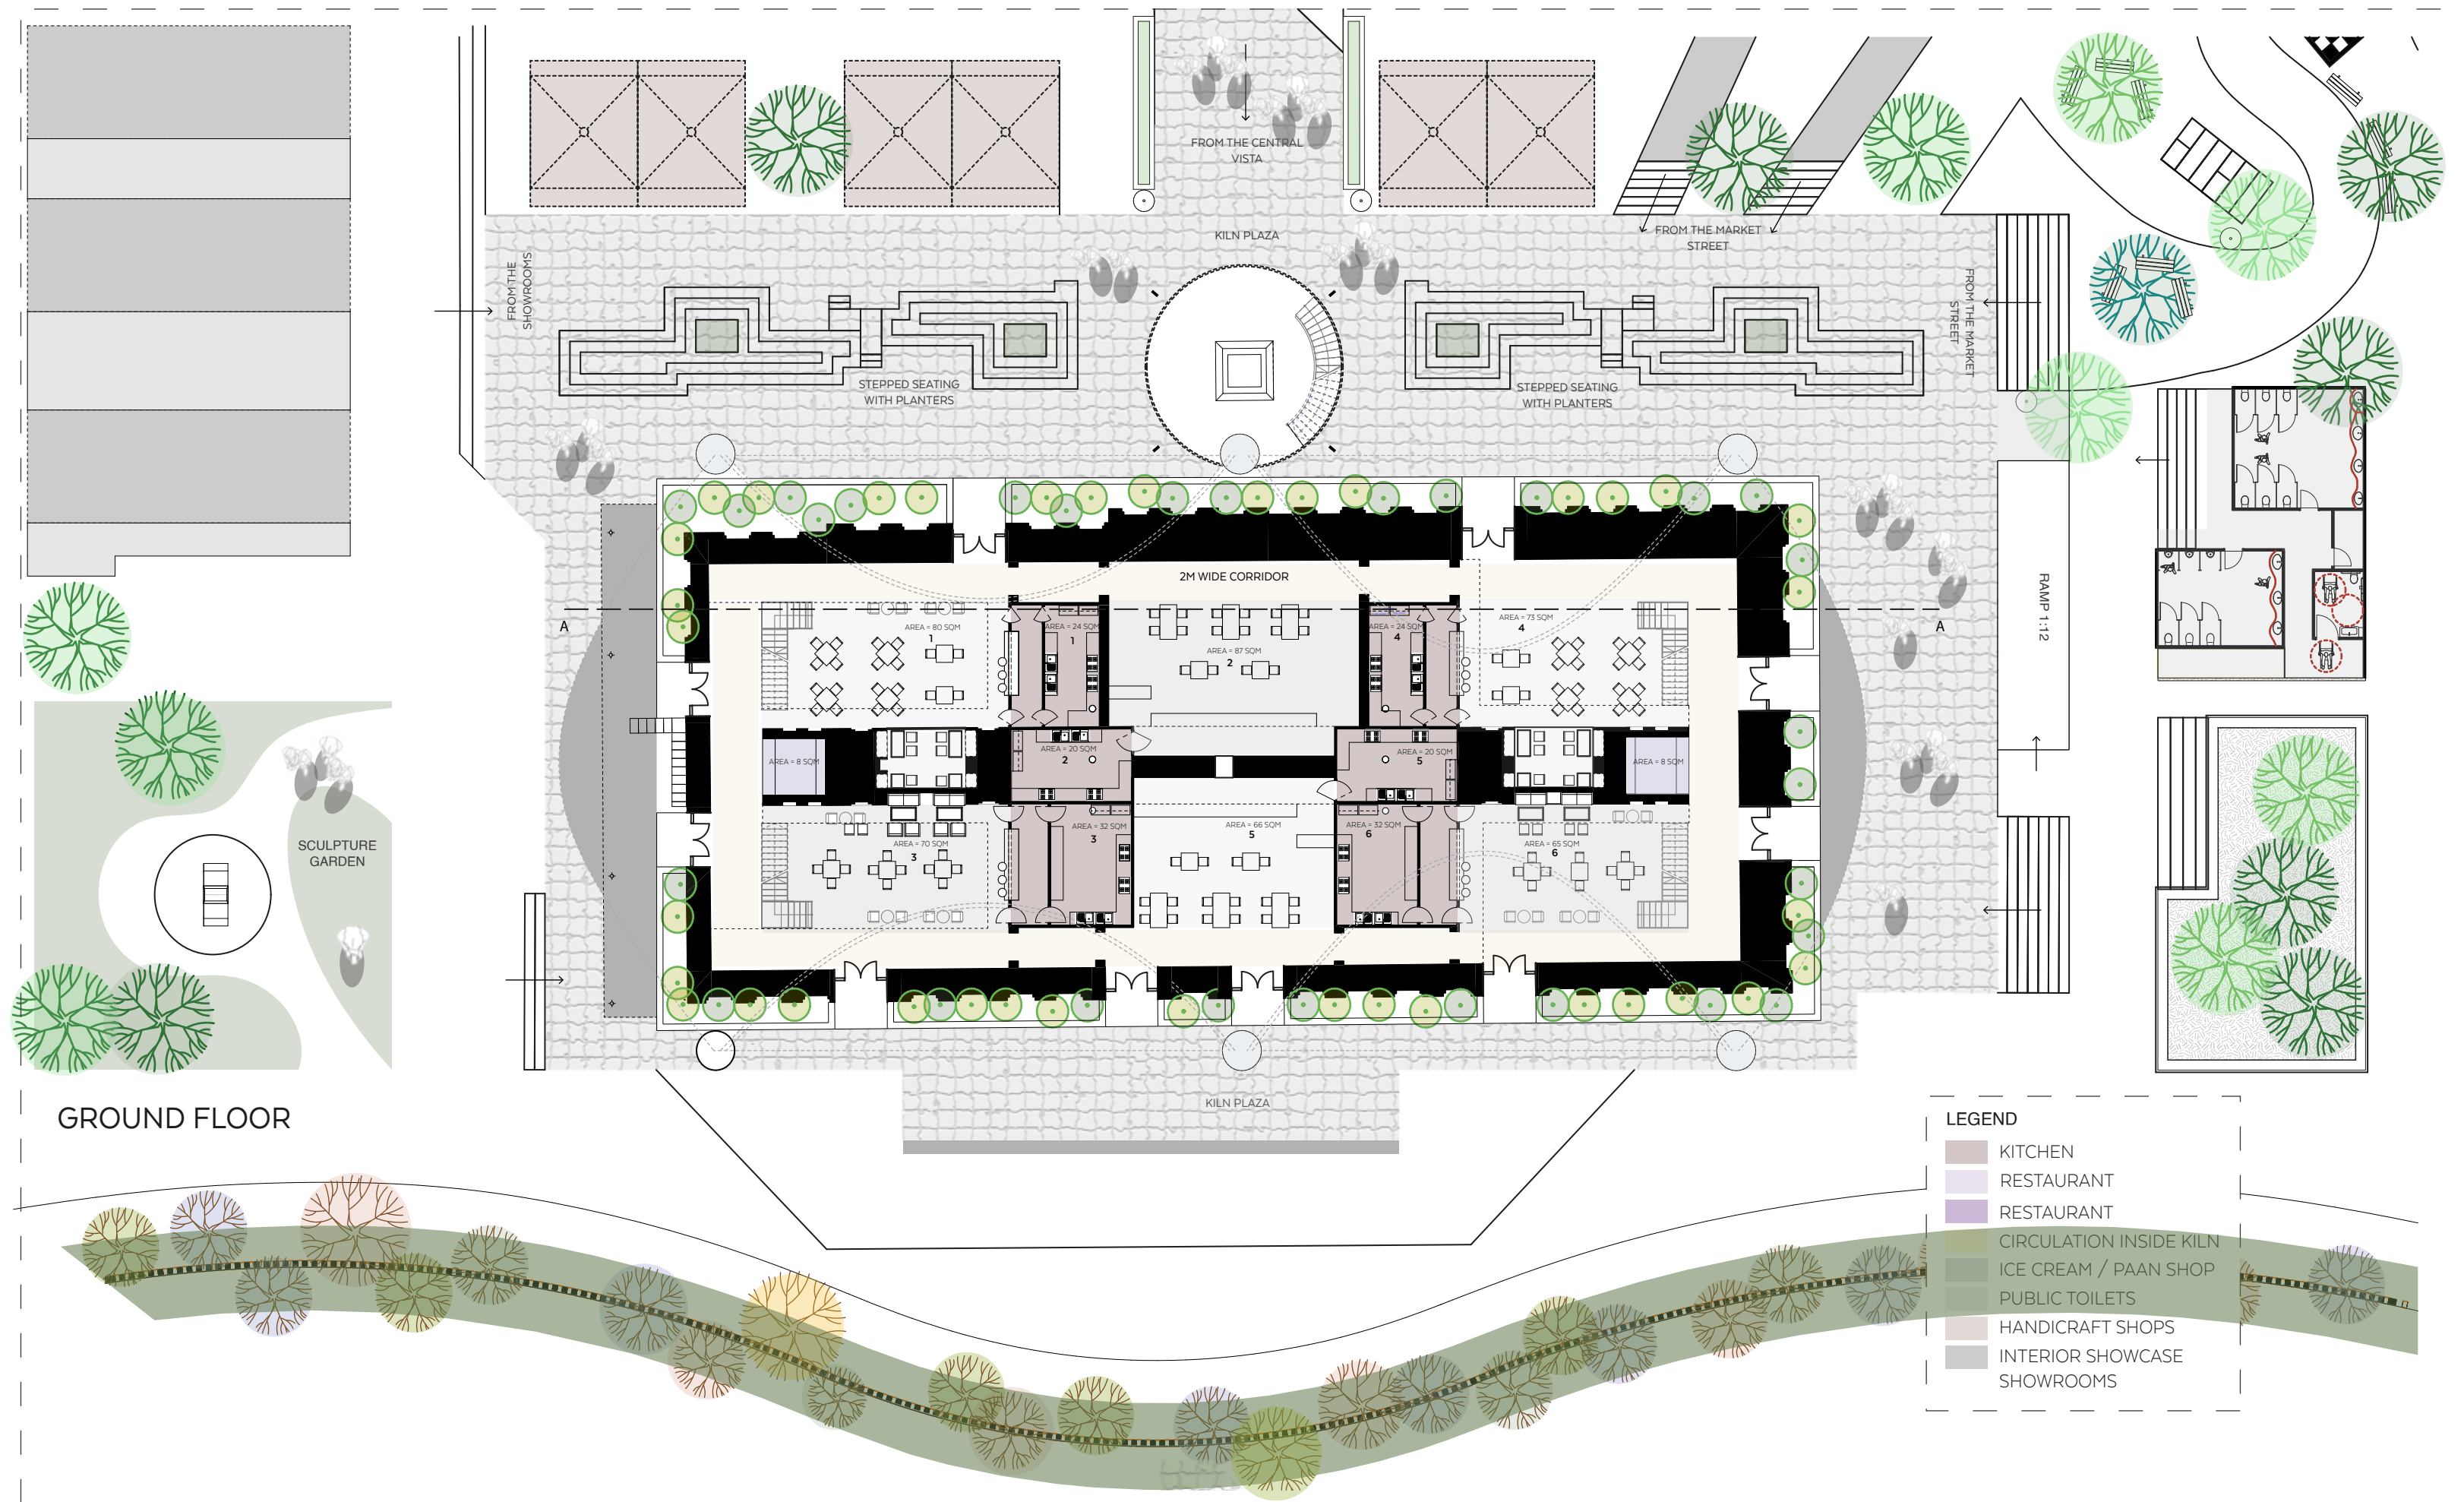 FROM THE CENTRAL
VISTA
KILN PLAZA
FROM THE MARKET
STREET
FROM THE
SHOWROOMS
FROM THE MARKET
STREET
STEPPED SEATING
WITH PLANTERS
STEPPED SEATING
WITH PLANTERS
2M WIDE CORRIDOR
A
A
RAMP 1:12
AREA = 80 SQM
1
AREA = 24 SQM
1
AREA = 87 SQM
2
AREA = 24 SQM
4
AREA = 73 SQM
4
AREA = 8 SQM
AREA = 20 SQM
2
AREA = 20 SQM
5
AREA = 8 SQM
AREA = 70 SQM
3
AREA = 32 SQM
3
AREA = 66 SQM
5
AREA = 32 SQM
6
AREA = 65 SQM
6
SCULPTURE
GARDEN
KILN PLAZA
GROUND FLOOR
LEGEND
KITCHEN
RESTAURANT
RESTAURANT
CIRCULATION INSIDE KILN
ICE CREAM / PAAN SHOP
PUBLIC TOILETS
HANDICRAFT SHOPS
INTERIOR SHOWCASE
SHOWROOMS